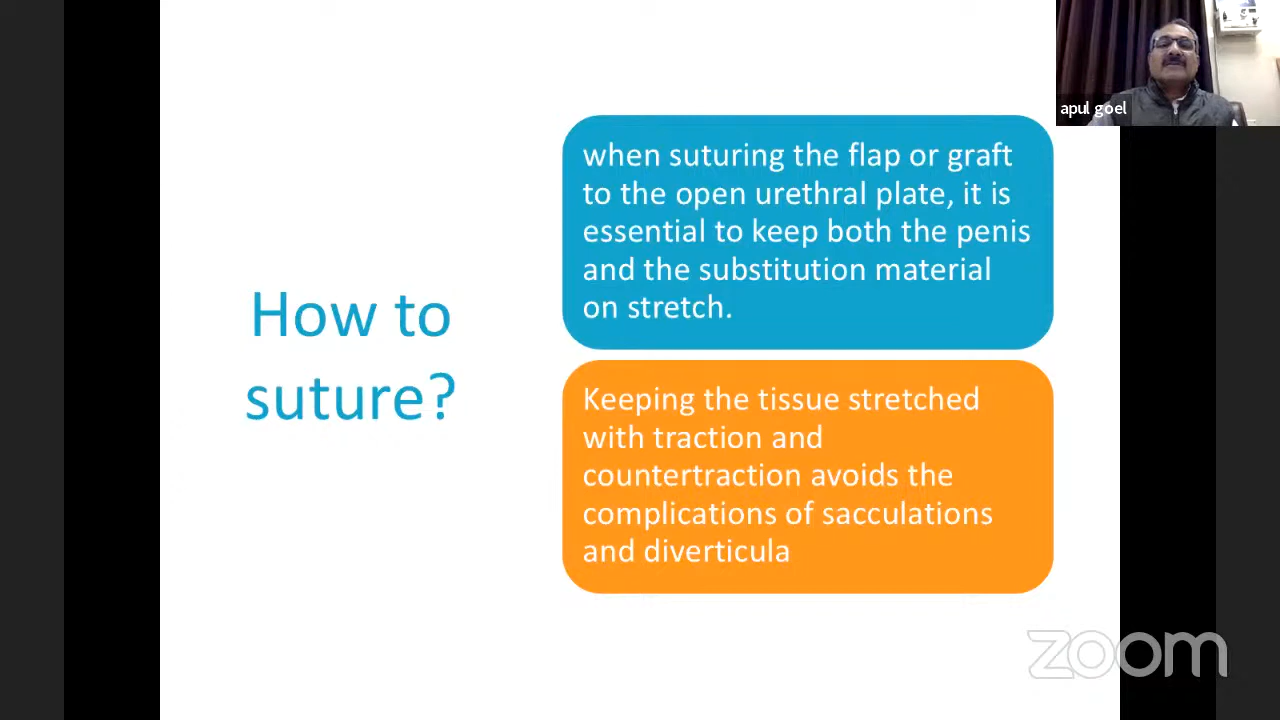 apul goel
How to
suture?
when suturing the flap or graft
to the open urethral plate, it is
essential to keep both the penis
and the substitution material
on stretch.
Keeping the tissue stretched
with traction and
countertraction avoids the
complications of sacculations
and diverticula
zoom